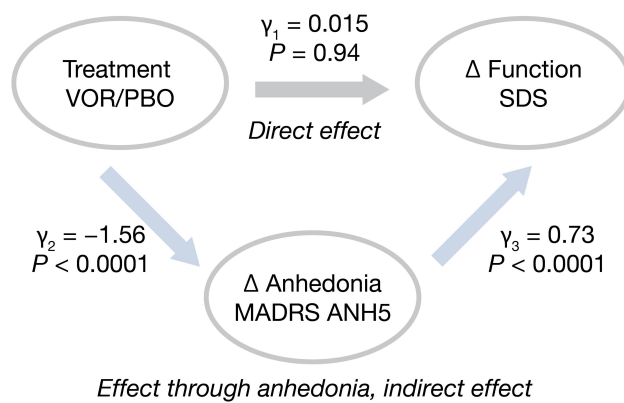 γ₁ = 0.015
P = 0.94
Treatment
VOR/PBO
Δ Function
SDS
Direct effect
γ₂ = −1.56
P < 0.0001
γ₃ = 0.73
P < 0.0001
Δ Anhedonia
MADRS ANH5
Effect through anhedonia, indirect effect